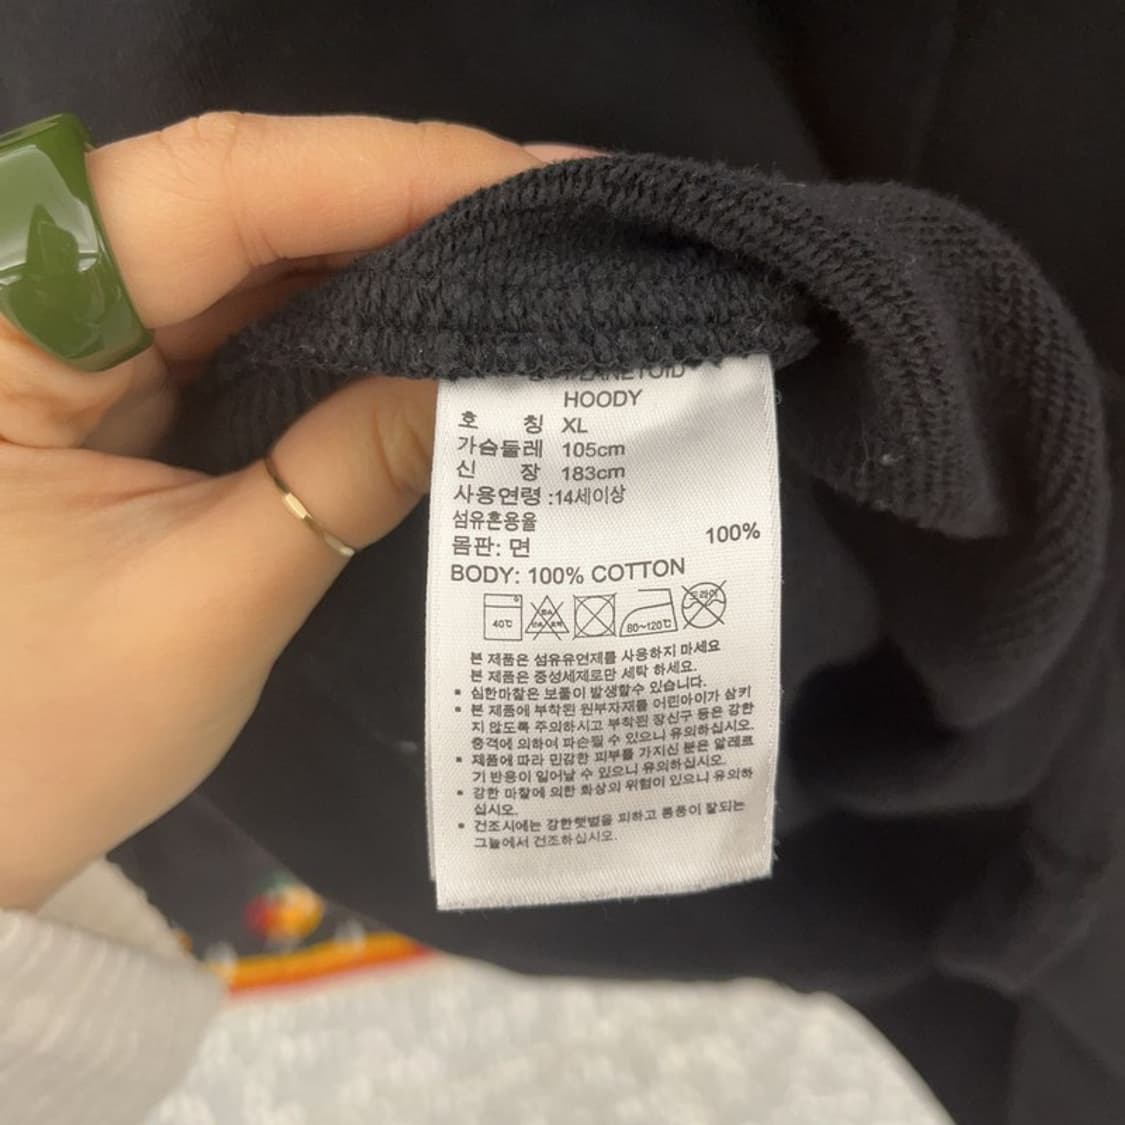 PLANETOID
HOODY
호 칭 XL
가슴둘레 105cm
신 장 183cm
사용연령 :14세이상
섬유혼용율
몸판: 면 100%
BODY: 100% COTTON
40℃ 80~120℃ 드라이
본 제품은 섬유유연제를 사용하지 마세요
본 제품은 중성세제로만 세탁 하세요.
▪ 심한마찰은 보풀이 발생할수 있습니다.
▪ 본 제품에 부착된 원부자재를 어린아이가 삼키
지 않도록 주의하시고 부착된 장신구 등은 강한
충격에 의하여 파손될 수 있으니 유의하십시오.
▪ 제품에 따라 민감한 피부를 가지신 분은 알레르
기 반응이 일어날 수 있으니 유의하십시오.
▪ 강한 마찰에 의한 화상의 위험이 있으니 유의하
십시오.
▪ 건조시에는 강한햇볕을 피하고 통풍이 잘되는
그늘에서 건조하십시오.